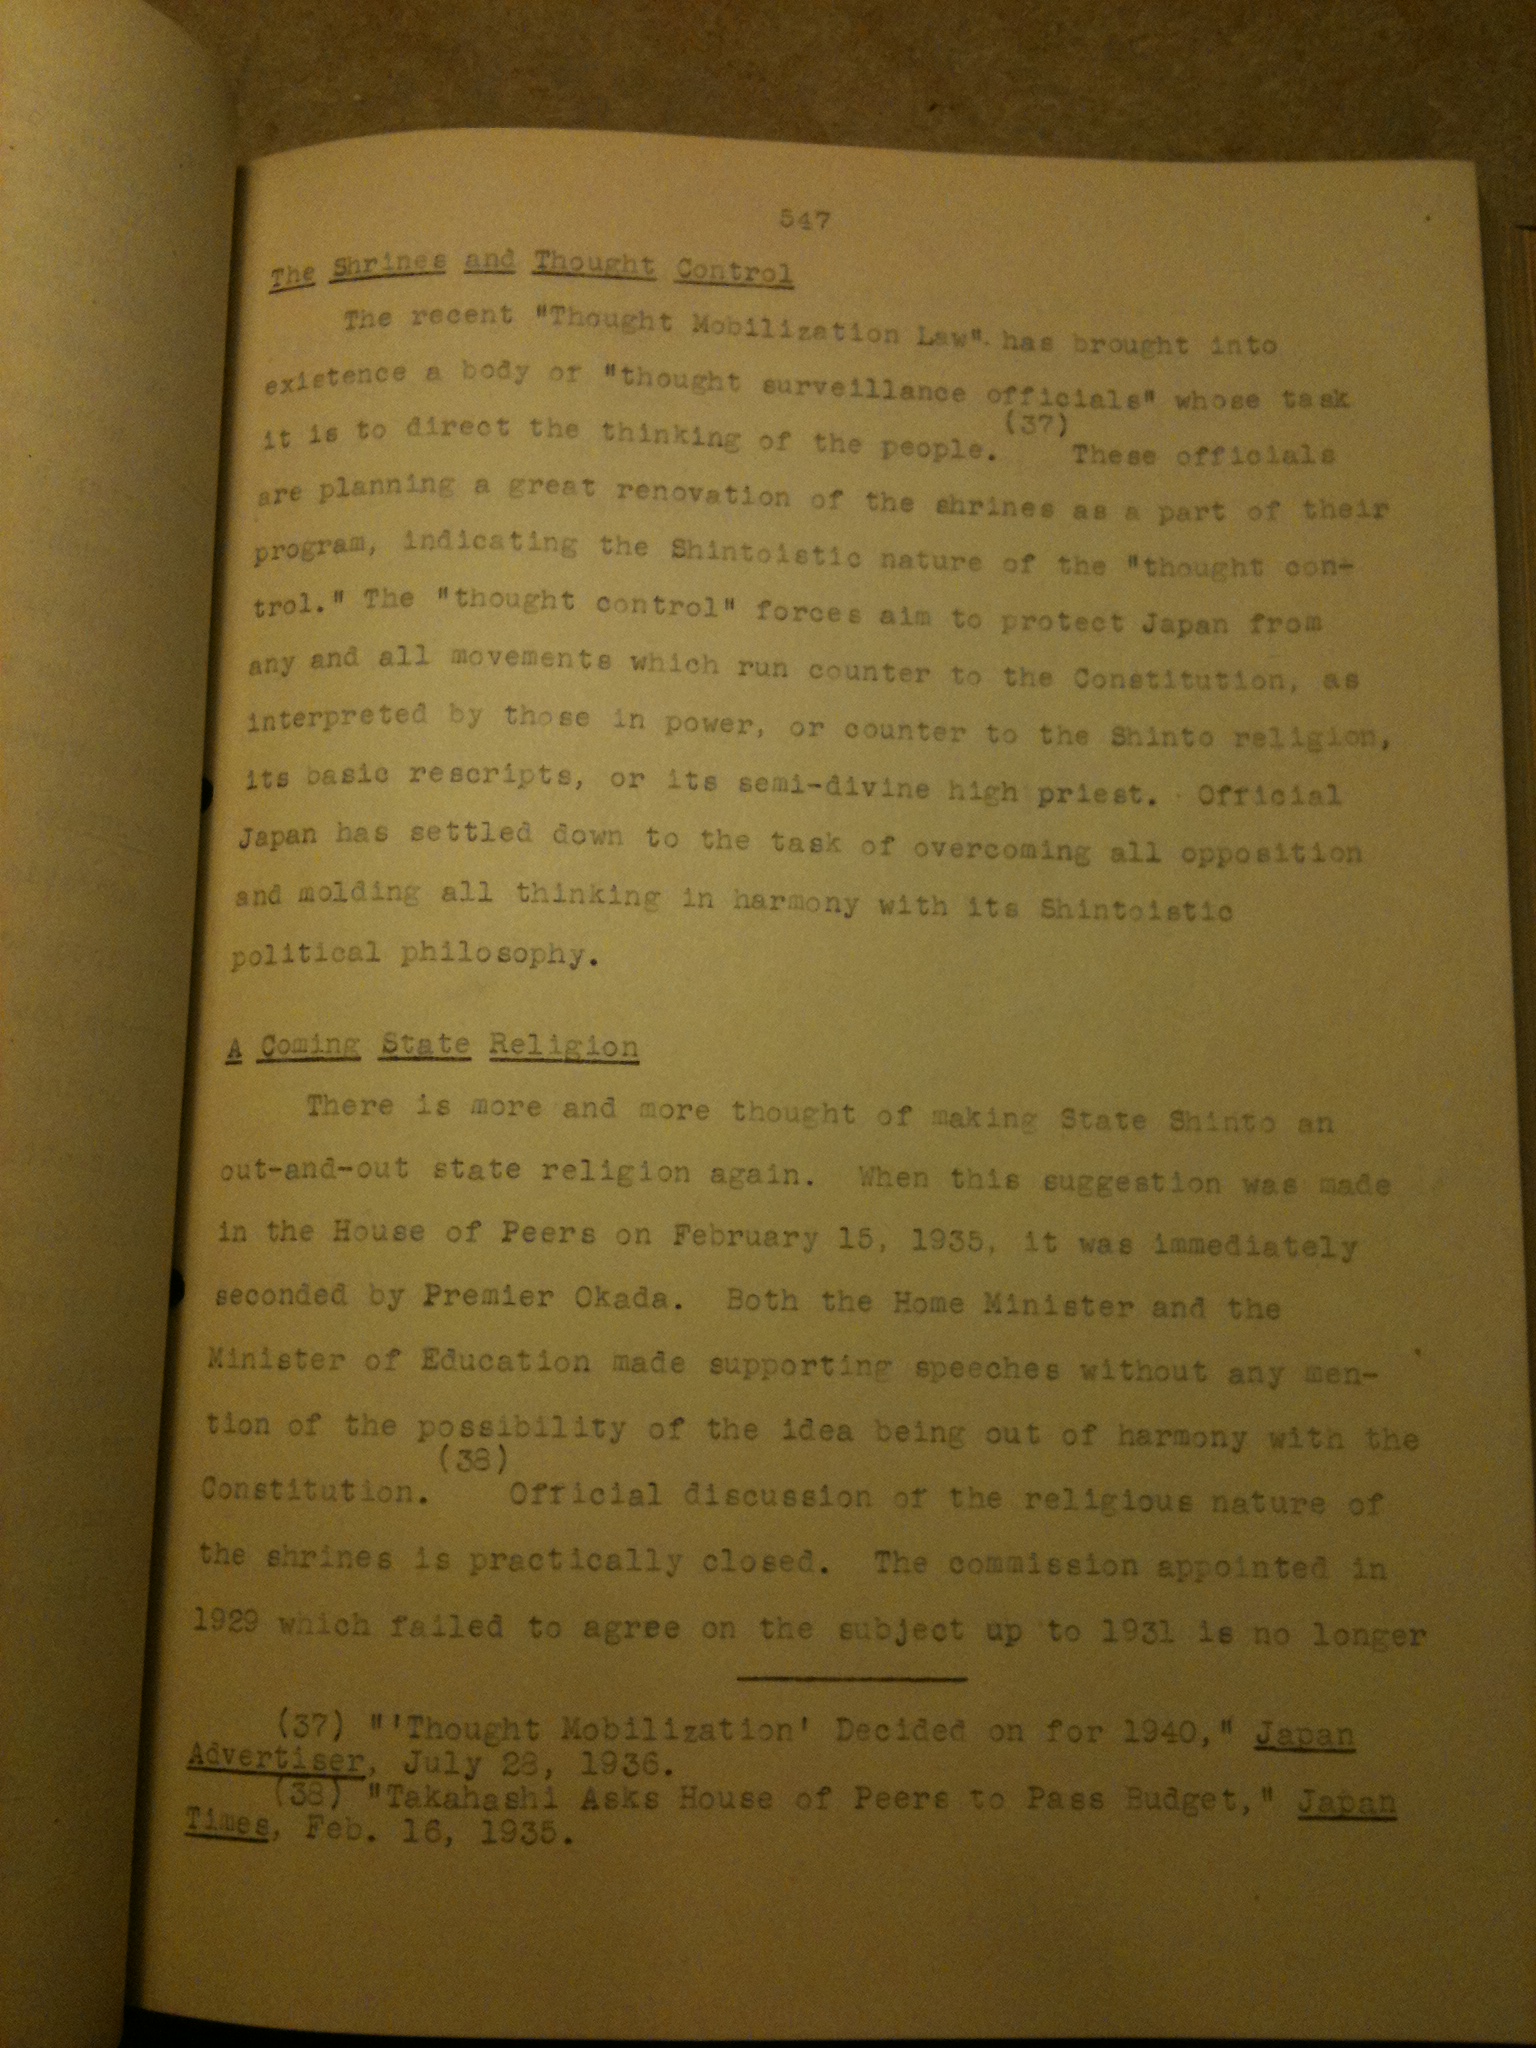 547
The Shrines and Thought Control
The recent "Thought Mobilization Law" has brought into
existence a body of "thought surveillance officials" whose task
it is to direct the thinking of the people. (37) These officials
are planning a great renovation of the shrines as a part of their
program, indicating the Shintoistic nature of the "thought con-
trol." The "thought control" forces aim to protect Japan from
any and all movements which run counter to the Constitution, as
interpreted by those in power, or counter to the Shinto religion,
its basic rescripts, or its semi-divine high priest. Official
Japan has settled down to the task of overcoming all opposition
and molding all thinking in harmony with its Shintoistic
political philosophy.
A Coming State Religion
There is more and more thought of making State Shinto an
out-and-out state religion again. When this suggestion was made
in the House of Peers on February 15, 1935, it was immediately
seconded by Premier Okada. Both the Home Minister and the
Minister of Education made supporting speeches without any men-
tion of the possibility of the idea being out of harmony with the
Constitution. (38) Official discussion of the religious nature of
the shrines is practically closed. The commission appointed in
1929 which failed to agree on the subject up to 1931 is no longer
(37) "'Thought Mobilization' Decided on for 1940," Japan
Advertiser, July 28, 1936.
(38) "Takahashi Asks House of Peers to Pass Budget," Japan
Times, Feb. 16, 1935.